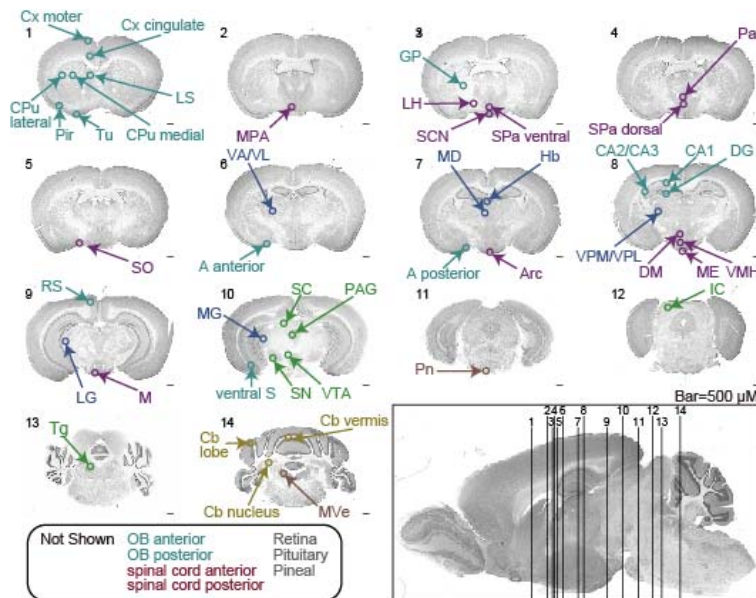 Cx moter
Cx cingulate
1
CPu
lateral
Pir
Tu
CPu medial
LS
2
MPA
3
GP
LH
SCN
SPa ventral
4
Pa
SPa dorsal
5
SO
6
VA/VL
A anterior
7
MD
Hb
A posterior
Arc
8
CA2/CA3
CA1
DG
VPM/VPL
DM
ME
VMH
9
RS
LG
M
10
SC
PAG
MG
ventral S
SN
VTA
11
Pn
12
IC
13
Tg
14
Cb
lobe
Cb vermis
Cb nucleus
MVe
Bar=500 µM
2 4 6 8 10 12 14
1 3 5 7 9 11 13
Not Shown
OB anterior
OB posterior
spinal cord anterior
spinal cord posterior
Retina
Pituitary
Pineal